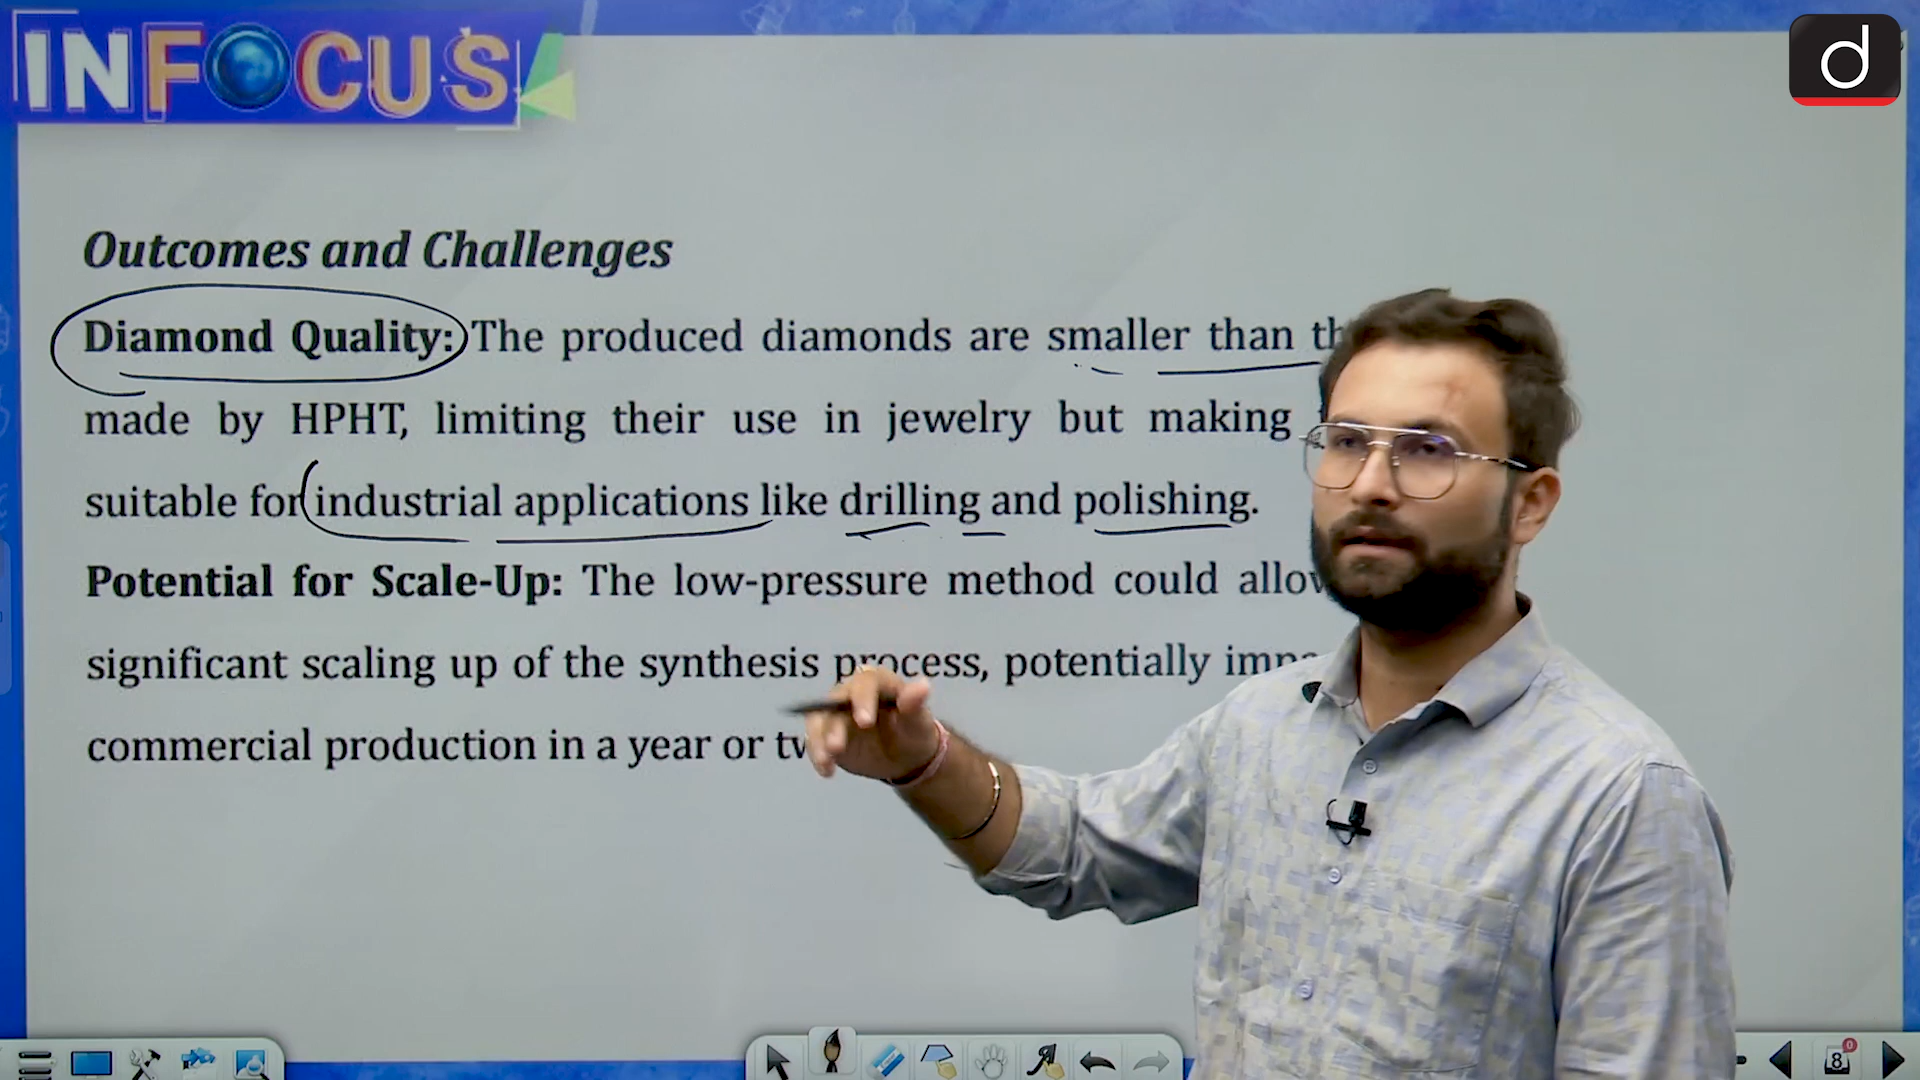 INFOCUS
d
Outcomes and Challenges
Diamond Quality: The produced diamonds are smaller than
made by HPHT, limiting their use in jewelry but making
suitable for industrial applications like drilling and polishing.
Potential for Scale-Up: The low-pressure method could
significant scaling up of the synthesis process, potentially
commercial production in a year or
8
0